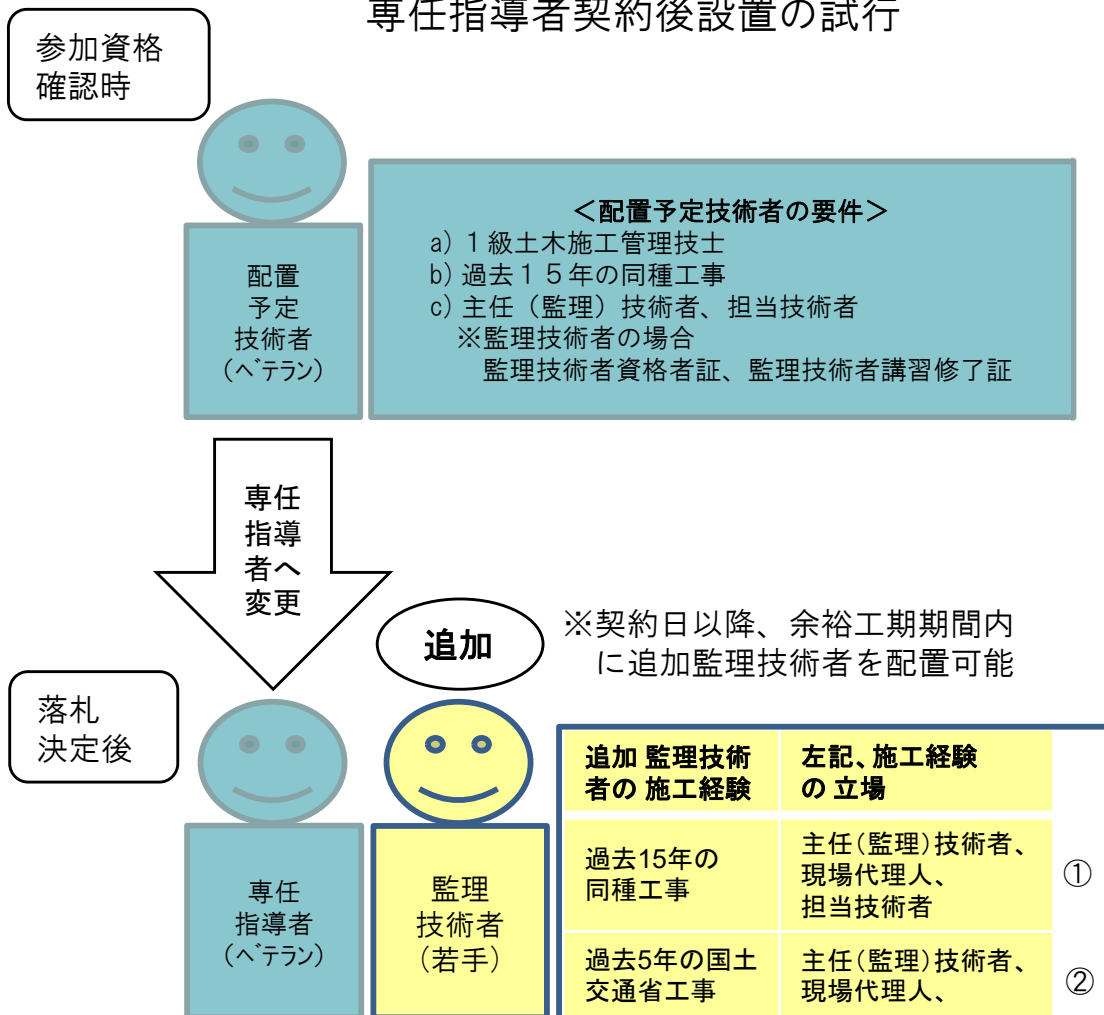 専任指導者契約後設置の試行
参加資格
確認時
配置
予定
技術者
(ﾍﾞﾃﾗﾝ)
＜配置予定技術者の要件＞
a) １級土木施工管理技士
b) 過去１５年の同種工事
c) 主任（監理）技術者、担当技術者
※監理技術者の場合
監理技術者資格者証、監理技術者講習修了証
専任
指導
者へ
変更
追加
※契約日以降、余裕工期期間内
に追加監理技術者を配置可能
落札
決定後
専任
指導者
(ﾍﾞﾃﾗﾝ)
監理
技術者
(若手)
追加 監理技術
者の 施工経験
左記、施工経験
の 立場
過去15年の
同種工事
主任(監理)技術者、
現場代理人、
担当技術者
①
過去5年の国土
交通省工事
主任(監理)技術者、
現場代理人、
②